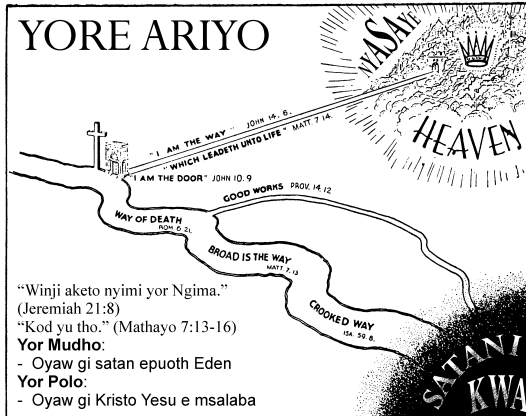 YORE ARIYO
NYASAYE
HEAVEN
"I AM THE WAY" JOHN 14. 6.
"WHICH LEADETH UNTO LIFE" MATT. 7 14.
"I AM THE DOOR" JOHN 10. 9
GOOD WORKS PROV. 14. 12
WAY OF DEATH
ROM. 6. 21.
BROAD IS THE WAY
MATT. 7. 13
CROOKED WAY
ISA. 59. 8.
"Winji aketo nyimi yor Ngima."
(Jeremiah 21:8)
"Kod yu tho." (Mathayo 7:13-16)
Yor Mudho:
- Oyaw gi satan epuoth Eden
Yor Polo:
- Oyaw gi Kristo Yesu e msalaba
SATANI
KWA